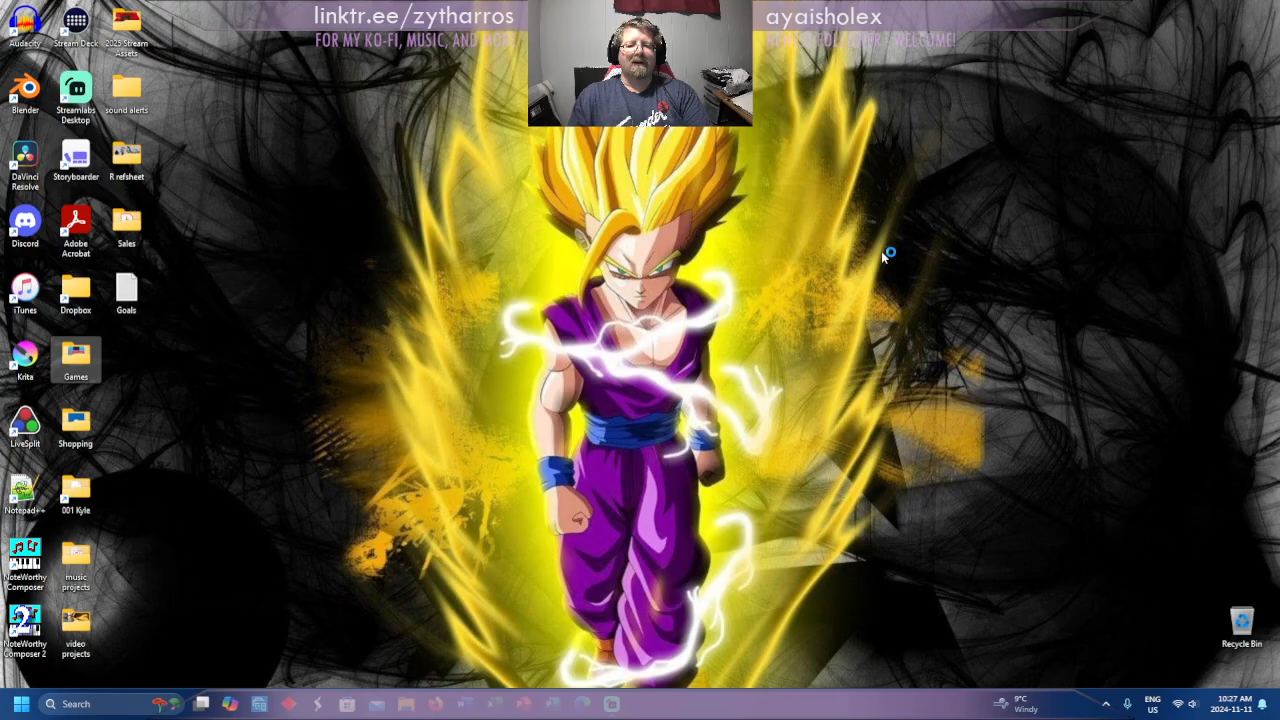 linktr.ee/zytharros
FOR MY KO-FI, MUSIC, AND
ayaisholex
WELCOME!
Audacity
Stream Deck
2025 Stream
Assets
Blender
Streamlabs
Desktop
sound alerts
DaVinci
Resolve
Storyboarder
R refsheet
Discord
Adobe
Acrobat
Sales
iTunes
Dropbox
Goals
Krita
Games
LiveSplit
Shopping
Notepad++
001 Kyle
NoteWorthy
Composer
music
projects
2
NoteWorthy
Composer 2
video
projects
Recycle Bin
Search
9°C
Windy
ENG
US
10:27 AM
2024-11-11